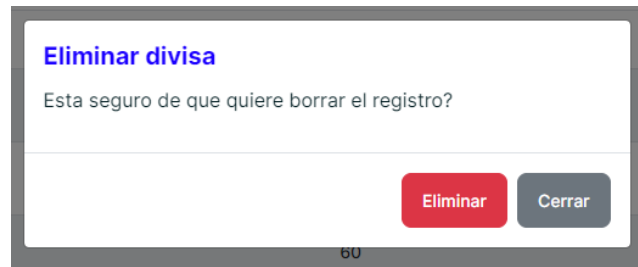 Eliminar divisa
Esta seguro de que quiere borrar el registro?
Eliminar Cerrar
60